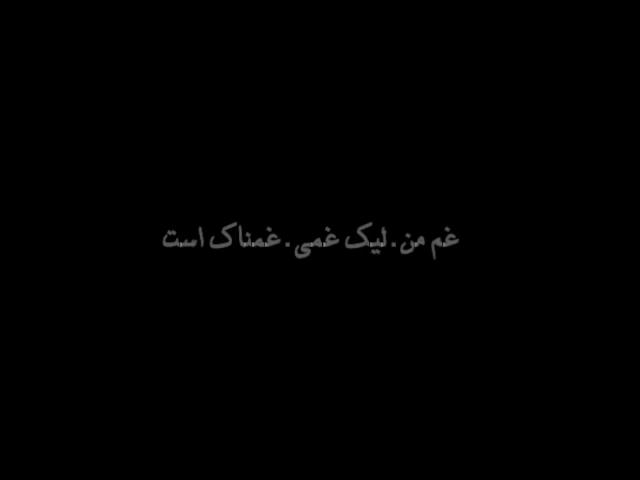 غم من . لیک غمی . غمناک است